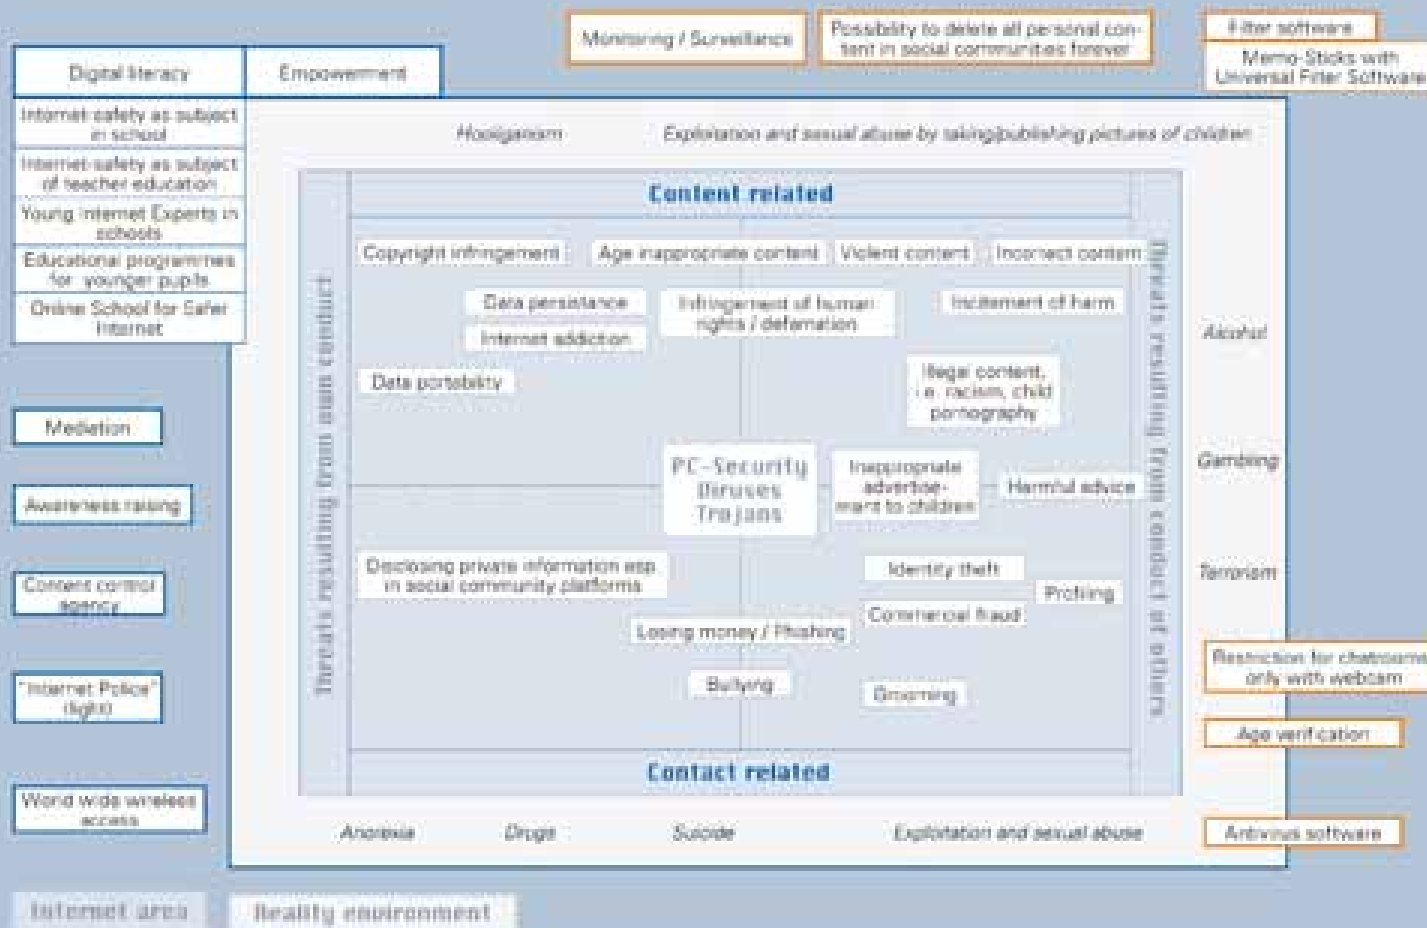 Monitoring / Surveillance
Possibility to delete all personal con-
tent in social communities forever
Filter software
Memo-Sticks with
Universal Filter Software
Digital literacy
Empowerment
Internet-safety as subject
in school
Internet-safety as subject
of teacher education
Young Internet Experts in
schools
Educational programmes
for younger pupils
Online School for Safer
Internet
Hooliganism
Exploitation and sexual abuse by taking/publishing pictures of children
Content related
Threats resulting from own conduct
Threats resulting from conduct of others
Copyright infringement
Age inappropriate content
Violent content
Incorrect content
Data persistance
Infringement of human
rights / defamation
Incitement of harm
Internet addiction
Data portability
Illegal content,
i.e. racism, child
pornography
Alcohol
Mediation
Gambling
PC-Security
Viruses
Trojans
Inappropriate
advertise-
ment to children
Harmful advice
Awareness raising
Content control
agency
Disclosing private information esp.
in social community platforms
Identity theft
Profiling
Terrorism
Commercial fraud
Losing money / Phishing
Bullying
Grooming
"Internet Police"
(light)
Restriction for chatrooms
only with webcam
Age verification
Contact related
World wide wireless
access
Anorexia
Drugs
Suicide
Exploitation and sexual abuse
Antivirus software
Internet area
Reality environment